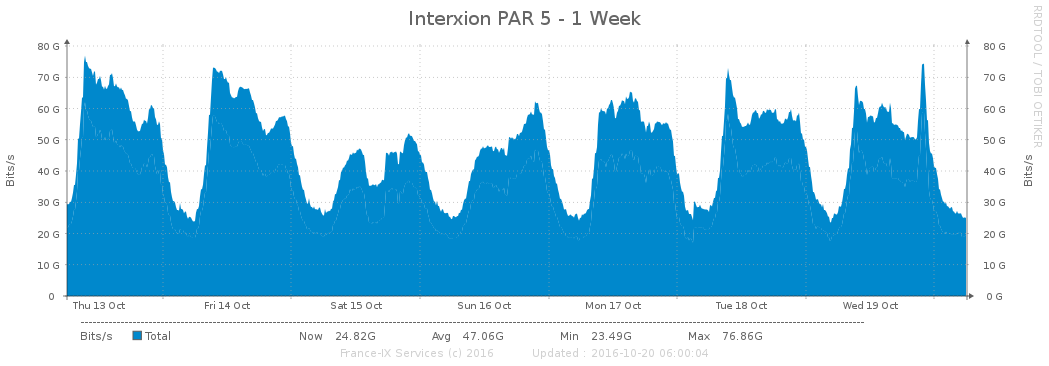 Interxion PAR 5 - 1 Week
RRDTOOL / TOBI OETIKER
Bits/s
80 G 80 G
70 G 70 G
60 G 60 G
50 G 50 G
40 G 40 G
30 G 30 G
20 G 20 G
10 G 10 G
0 0 G
Bits/s
Thu 13 Oct Fri 14 Oct Sat 15 Oct Sun 16 Oct Mon 17 Oct Tue 18 Oct Wed 19 Oct
Bits/s Total Now 24.82G Avg 47.06G Min 23.49G Max 76.86G
France-IX Services (c) 2016 Updated : 2016-10-20 06:00:04